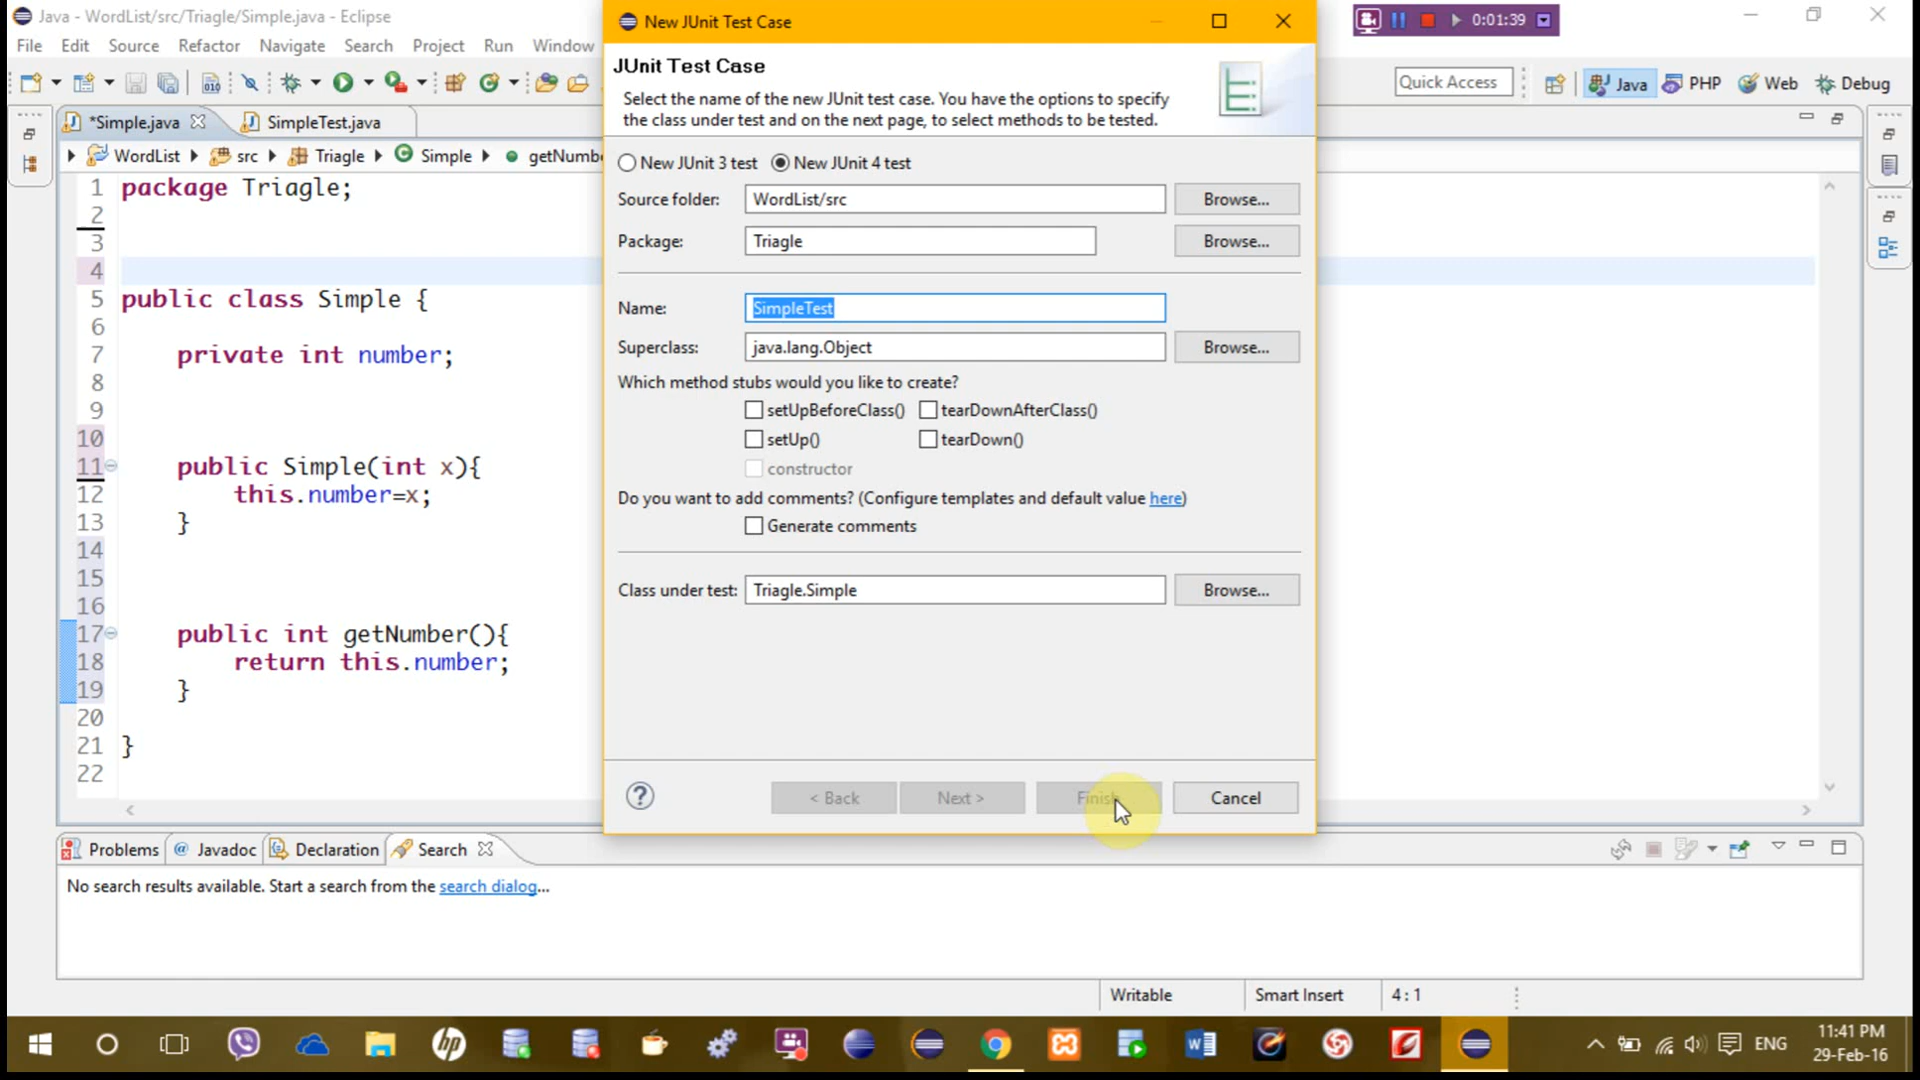 Java - WordList/src/Triagle/Simple.java - Eclipse
New JUnit Test Case
0:01:39
File Edit Source Refactor Navigate Search Run Window
JUnit Test Case
Select the name of the new JUnit test case. You have the options to specify
the class under test and on the next page, to select methods to be tested.
Quick Access
Java PHP Web Debug
*Simple.java SimpleTest.java
WordList src Triagle Simple getNumbe
New JUnit 3 test New JUnit 4 test
Source folder: WordList/src Browse...
Package: Triagle Browse...
Name: SimpleTest
Superclass: java.lang.Object Browse...
Which method stubs would you like to create?
setUpBeforeClass() tearDownAfterClass()
setUp() tearDown()
constructor
Do you want to add comments? (Configure templates and default value here)
Generate comments
Class under test: Triagle.Simple Browse...
< Back Next > Finish Cancel
1 package Triagle;
2
3
4
5 public class Simple {
6
7 private int number;
8
9
10
11 public Simple(int x){
12 this.number=x;
13 }
14
15
16
17 public int getNumber(){
18 return this.number;
19 }
20
21 }
22
Problems @ Javadoc Declaration Search
No search results available. Start a search from the search dialog...
Writable Smart Insert 4 : 1
ENG
11:41 PM
29-Feb-16